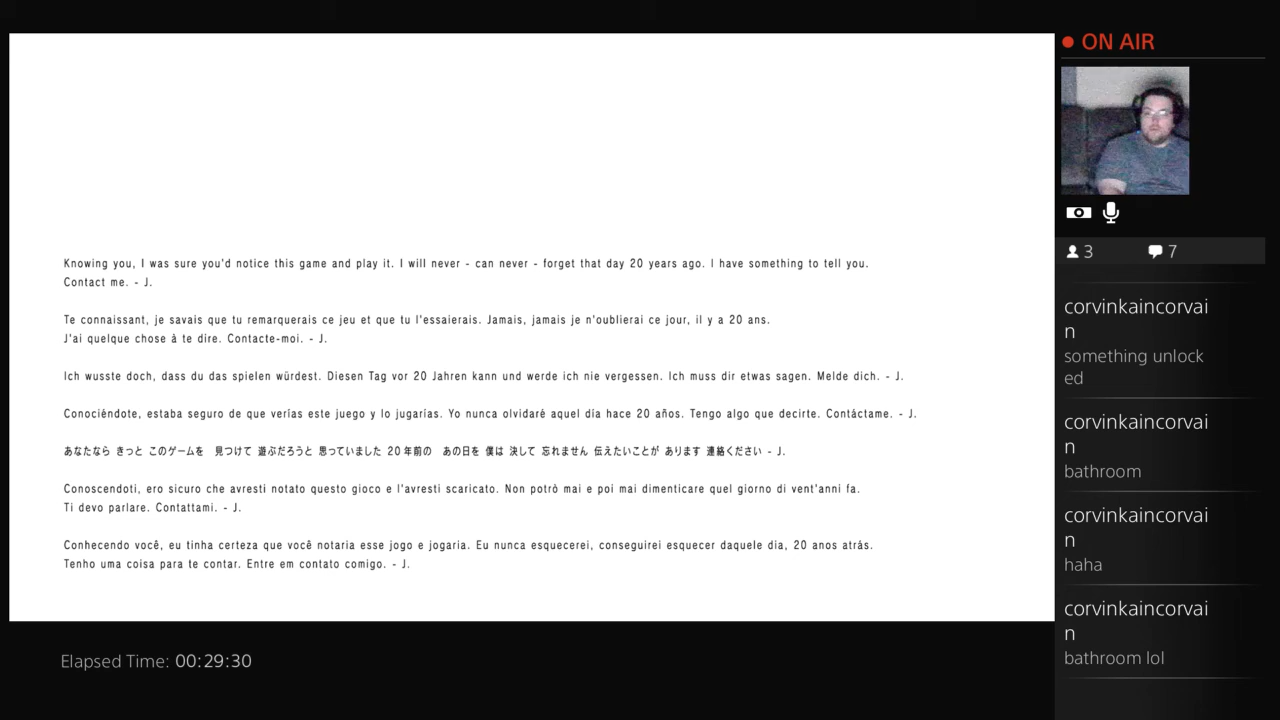 ON AIR
3
7
Knowing you, I was sure you'd notice this game and play it. I will never - can never - forget that day 20 years ago. I have something to tell you.
Contact me. - J.
Te connaissant, je savais que tu remarquerais ce jeu et que tu l'essaierais. Jamais, jamais je n'oublierai ce jour, il y a 20 ans.
J'ai quelque chose à te dire. Contacte-moi. - J.
Ich wusste doch, dass du das spielen würdest. Diesen Tag vor 20 Jahren kann und werde ich nie vergessen. Ich muss dir etwas sagen. Melde dich. - J.
Conociéndote, estaba seguro de que verías este juego y lo jugarías. Yo nunca olvidaré aquel día hace 20 años. Tengo algo que decirte. Contáctame. - J.
あなたなら きっと このゲームを　見つけて 遊ぶだろうと 思っていました 20年前の　あの日を 僕は 決して 忘れません 伝えたいことが あります 連絡ください - J.
Conoscendoti, ero sicuro che avresti notato questo gioco e l'avresti scaricato. Non potrò mai e poi mai dimenticare quel giorno di vent'anni fa.
Ti devo parlare. Contattami. - J.
Conhecendo você, eu tinha certeza que você notaria esse jogo e jogaria. Eu nunca esquecerei, conseguirei esquecer daquele dia, 20 anos atrás.
Tenho uma coisa para te contar. Entre em contato comigo. - J.
corvinkaincorvai
n
something unlock
ed
corvinkaincorvai
n
bathroom
corvinkaincorvai
n
haha
corvinkaincorvai
n
bathroom lol
Elapsed Time: 00:29:30